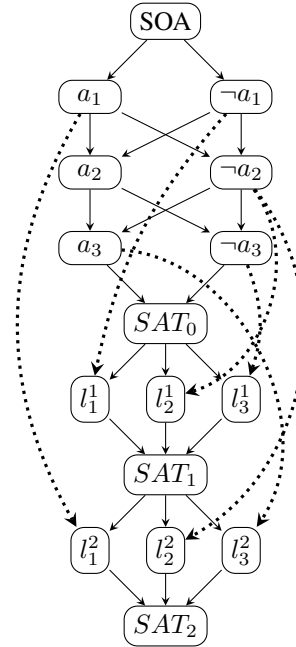 SOA
a₁ ¬a₁
a₂ ¬a₂
a₃ ¬a₃
SAT₀
l₁¹ l₂¹ l₃¹
SAT₁
l₁² l₂² l₃²
SAT₂